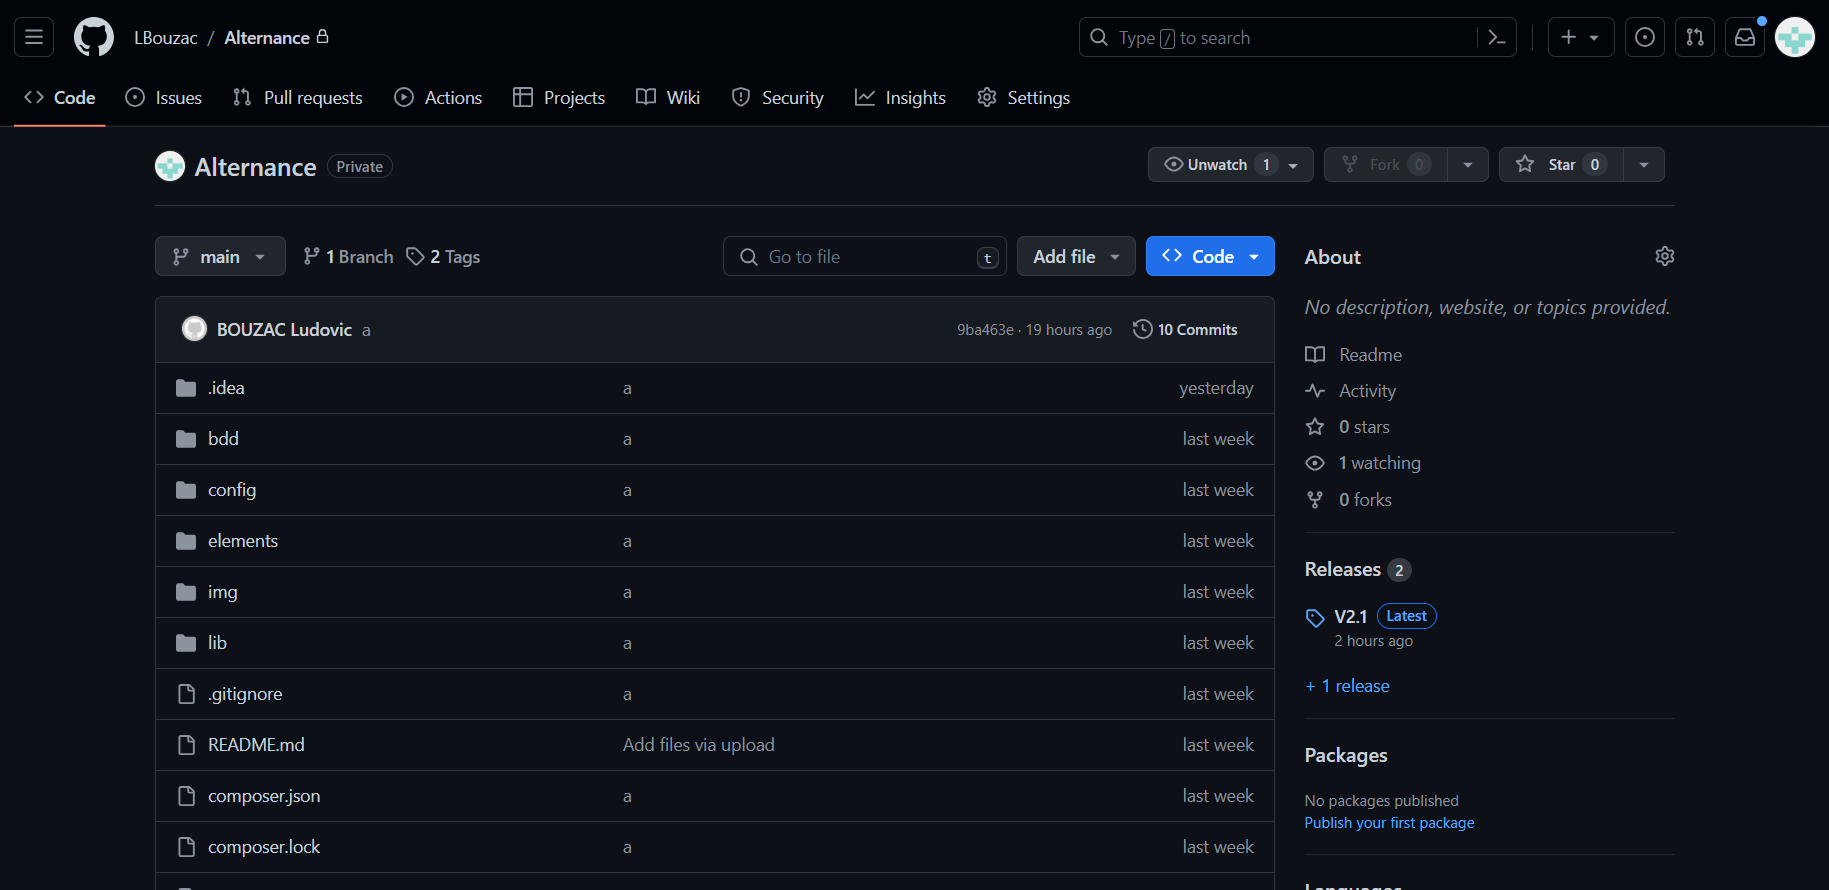 LBouzac / Alternance
Type / to search
Code Issues Pull requests Actions Projects Wiki Security Insights Settings
Alternance Private
Unwatch 1 Fork 0 Star 0
main 1 Branch 2 Tags
Go to file t Add file Code
BOUZAC Ludovic a 9ba463e · 19 hours ago 10 Commits
.idea a yesterday
bdd a last week
config a last week
elements a last week
img a last week
lib a last week
.gitignore a last week
README.md Add files via upload last week
composer.json a last week
composer.lock a last week
About
No description, website, or topics provided.
Readme
Activity
0 stars
1 watching
0 forks
Releases 2
V2.1 Latest
2 hours ago
+ 1 release
Packages
No packages published
Publish your first package
Languages